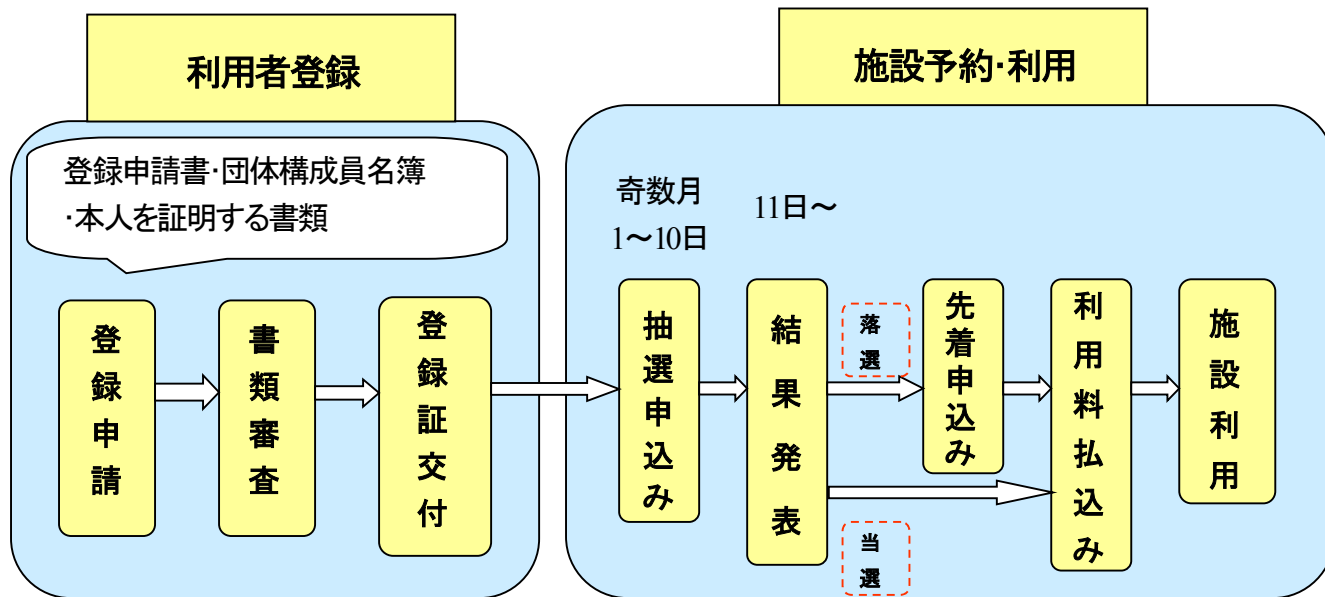 利用者登録
登録申請書・団体構成員名簿
・本人を証明する書類
登録申請
書類審査
登録証交付
施設予約・利用
奇数月
1～10日
11日～
抽選申込み
結果発表
落選
当選
先着申込み
利用料払込み
施設利用